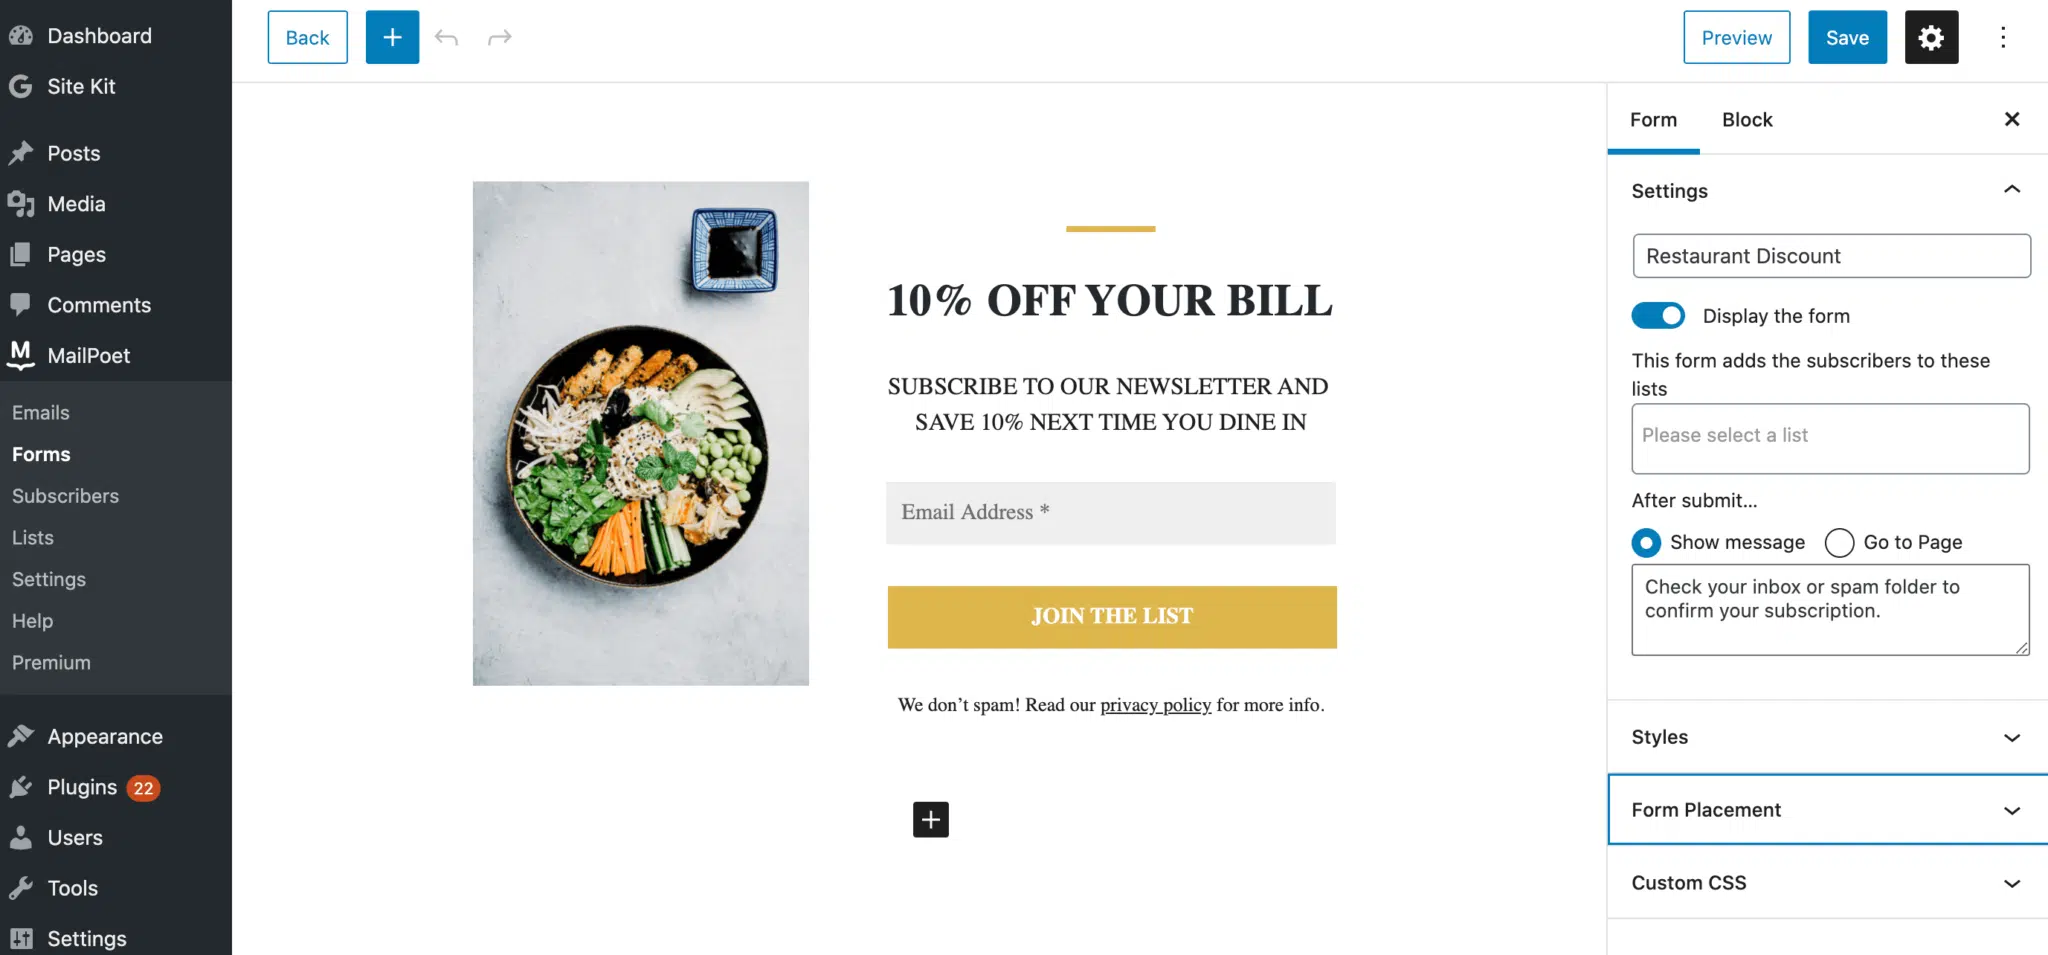 Dashboard
Site Kit
Posts
Media
Pages
Comments
MailPoet
Emails
Forms
Subscribers
Lists
Settings
Help
Premium
Appearance
Plugins 22
Users
Tools
Settings
Back
Preview
Save
10% OFF YOUR BILL
SUBSCRIBE TO OUR NEWSLETTER AND
SAVE 10% NEXT TIME YOU DINE IN
Email Address *
JOIN THE LIST
We don’t spam! Read our privacy policy for more info.
Form Block
Settings
Restaurant Discount
Display the form
This form adds the subscribers to these
lists
Please select a list
After submit...
Show message Go to Page
Check your inbox or spam folder to
confirm your subscription.
Styles
Form Placement
Custom CSS